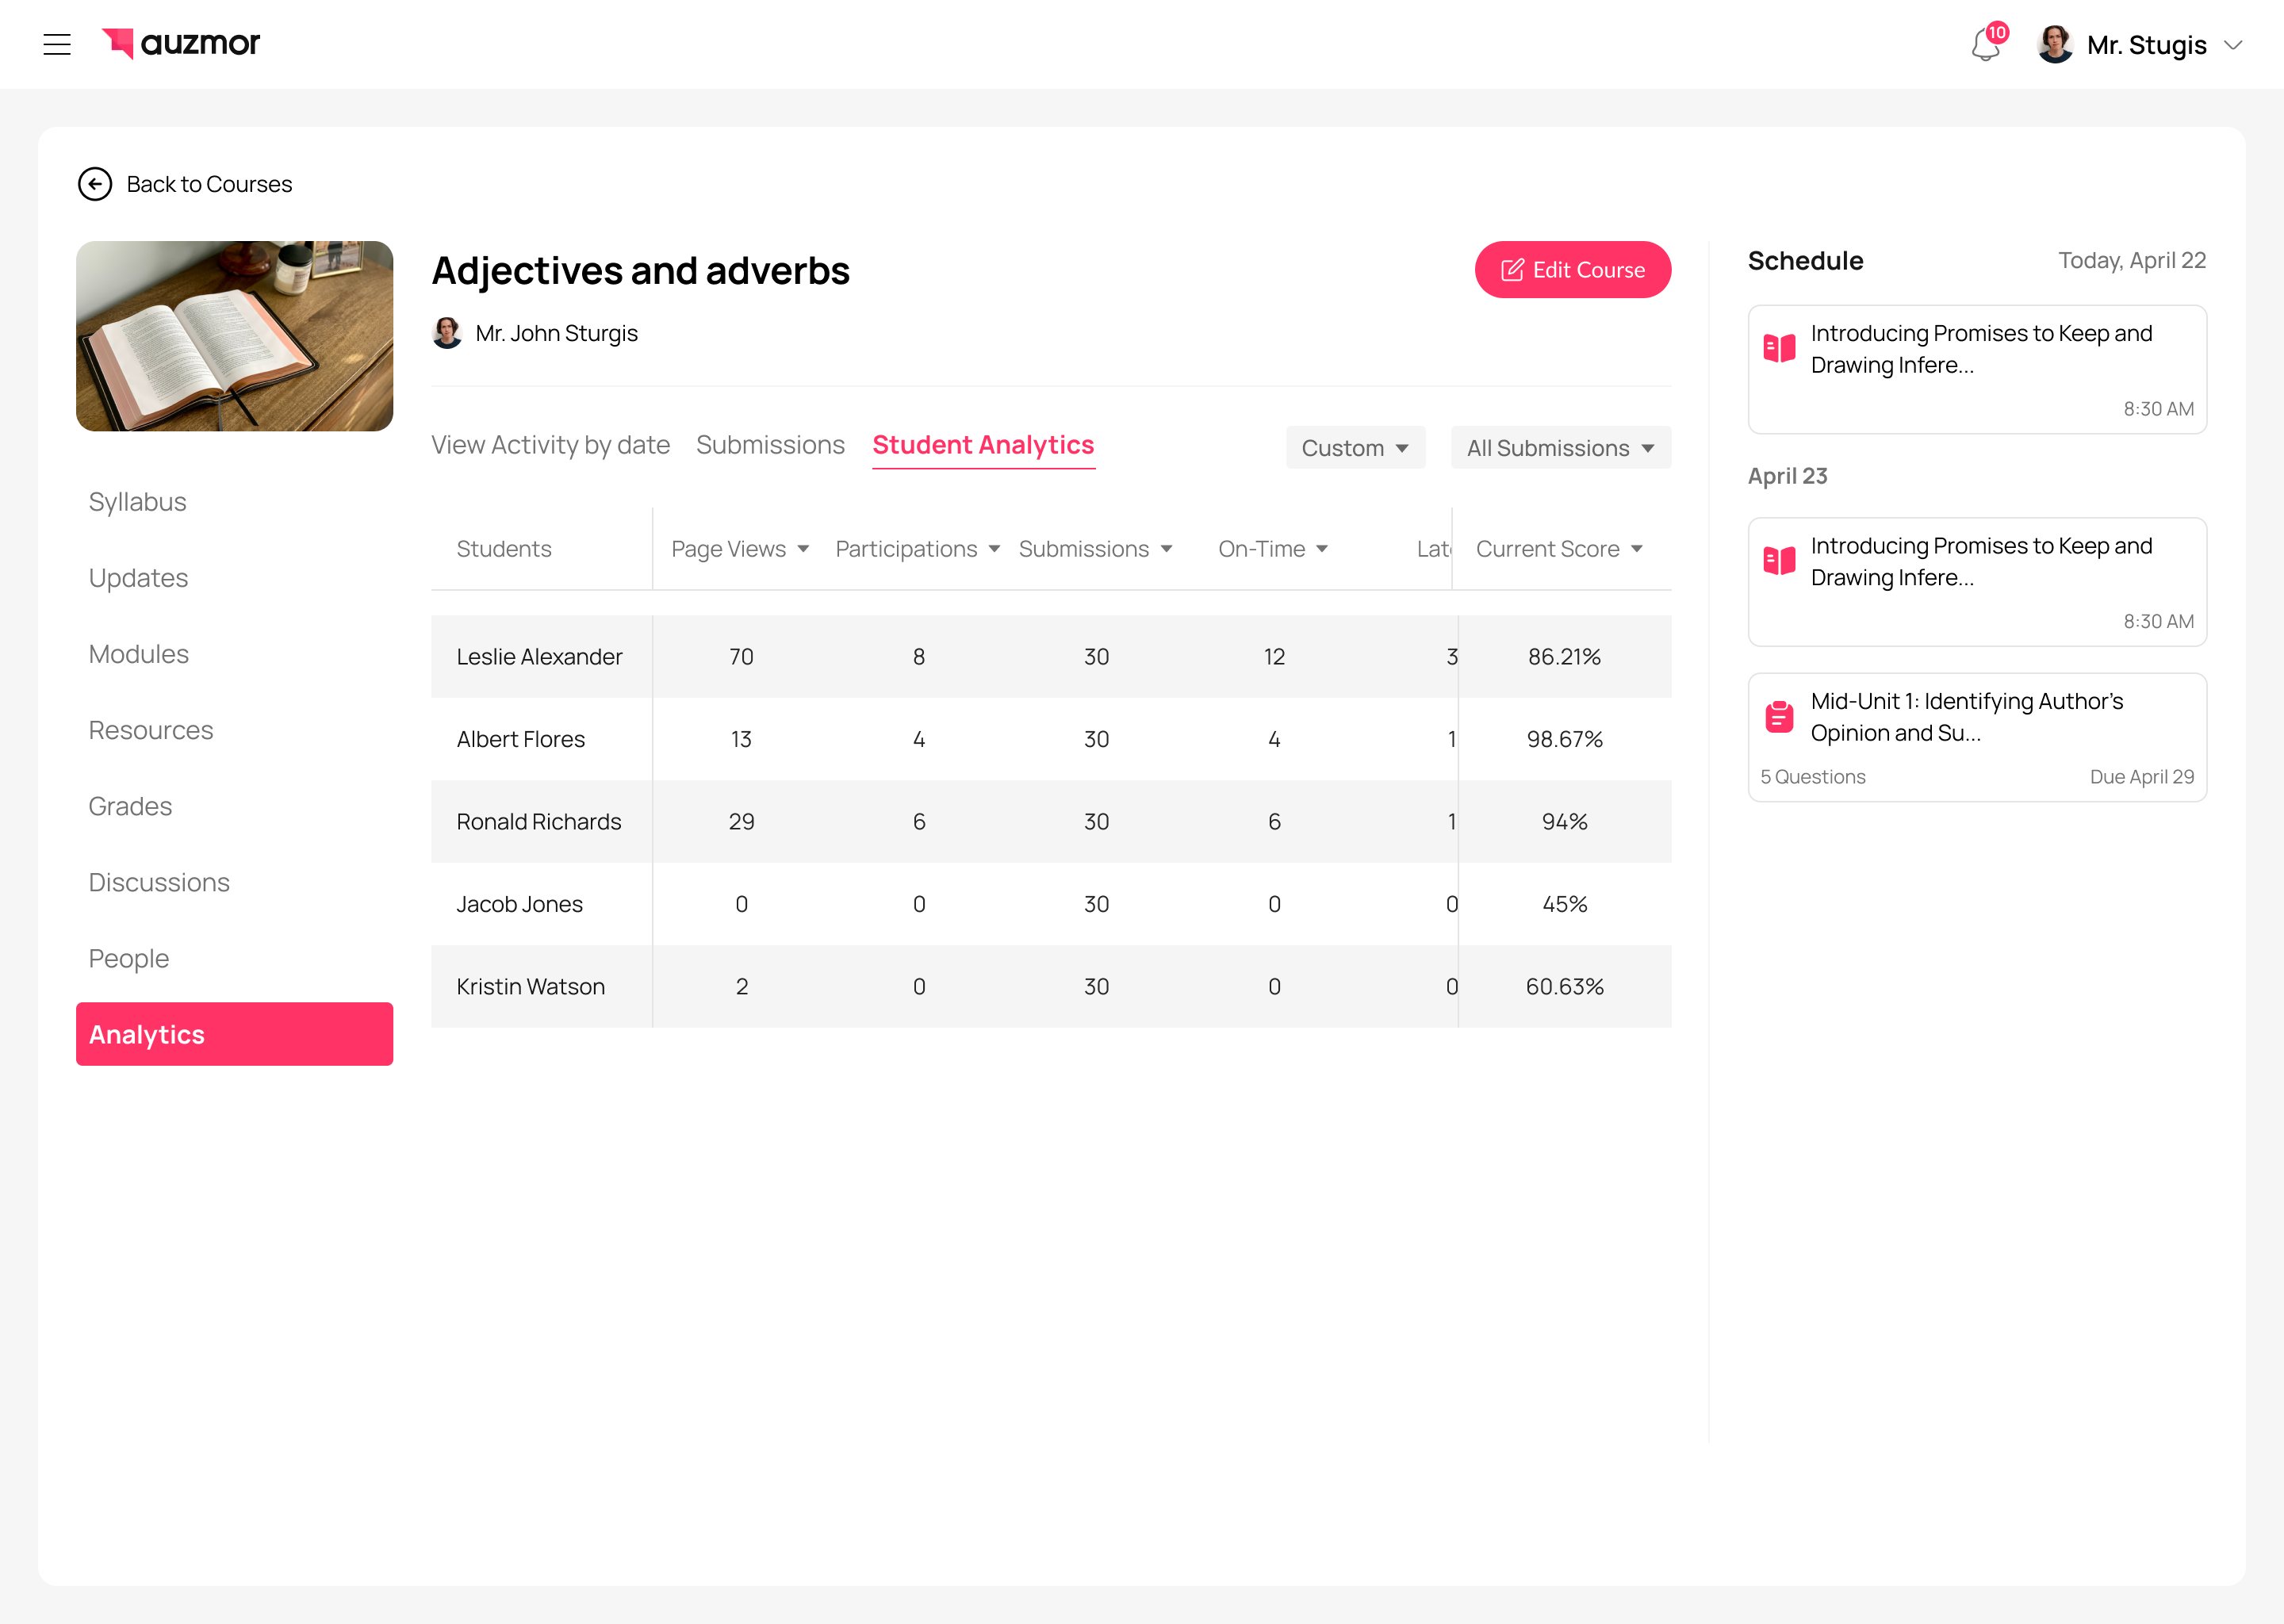 auzmor
10
Mr. Stugis
Back to Courses
Adjectives and adverbs
Edit Course
Mr. John Sturgis
View Activity by date Submissions Student Analytics
Custom All Submissions
Syllabus
Updates
Modules
Resources
Grades
Discussions
People
Analytics
Students Page Views Participations Submissions On-Time Lat Current Score
Leslie Alexander 70 8 30 12 3 86.21%
Albert Flores 13 4 30 4 1 98.67%
Ronald Richards 29 6 30 6 1 94%
Jacob Jones 0 0 30 0 0 45%
Kristin Watson 2 0 30 0 0 60.63%
Schedule Today, April 22
Introducing Promises to Keep and
Drawing Infere...
8:30 AM
April 23
Introducing Promises to Keep and
Drawing Infere...
8:30 AM
Mid-Unit 1: Identifying Author’s
Opinion and Su...
5 Questions Due April 29